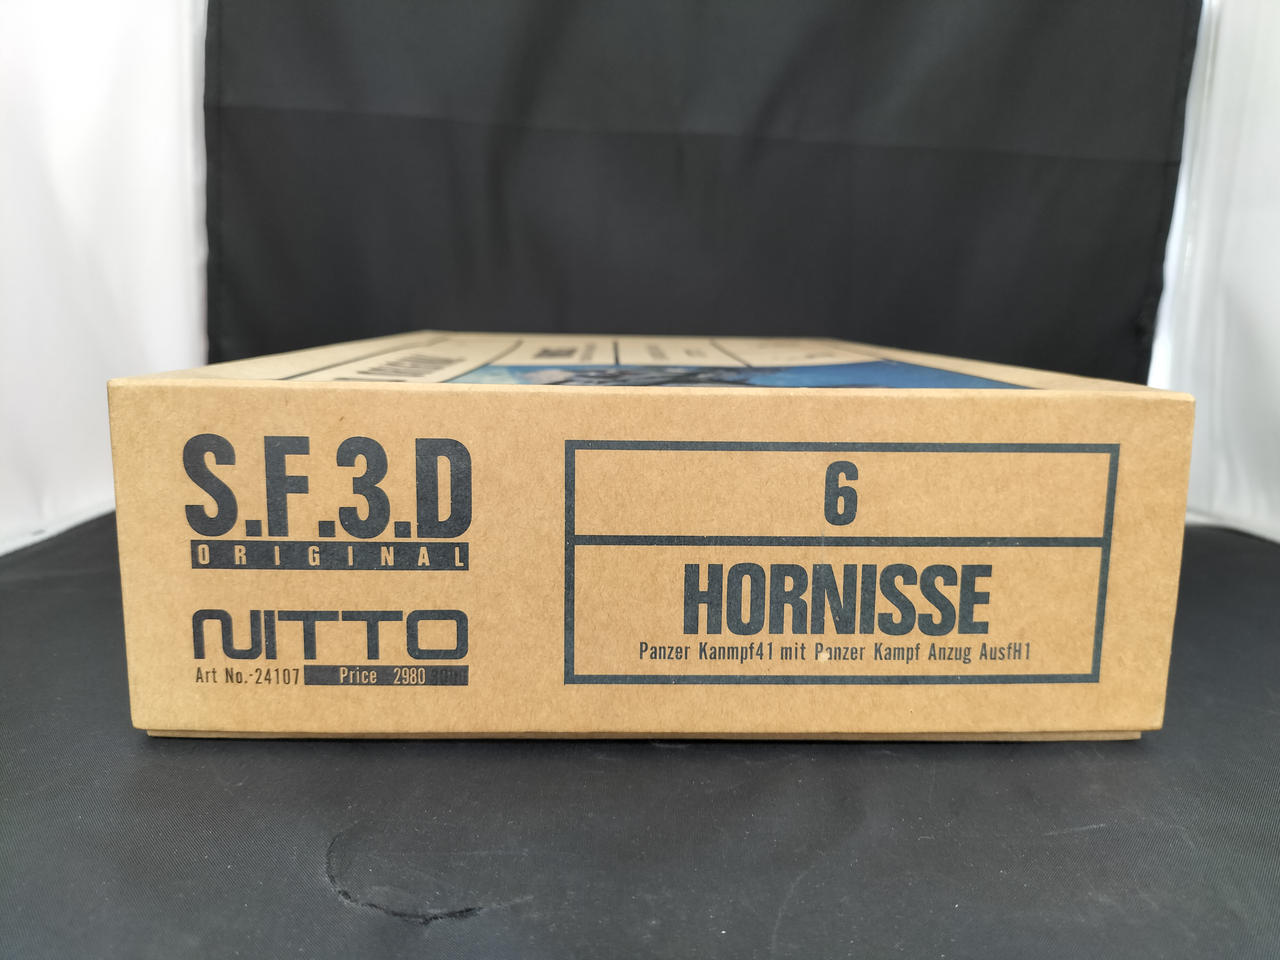 S.F.3.D
ORIGINAL
NITTO
Art No.-24107 Price 2980
6
HORNISSE
Panzer Kanmpf41 mit Panzer Kampf Anzug AusfH1